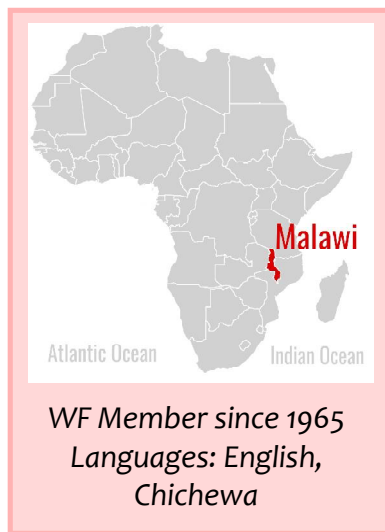 Malawi
Atlantic Ocean
Indian Ocean
WF Member since 1965
Languages: English,
Chichewa